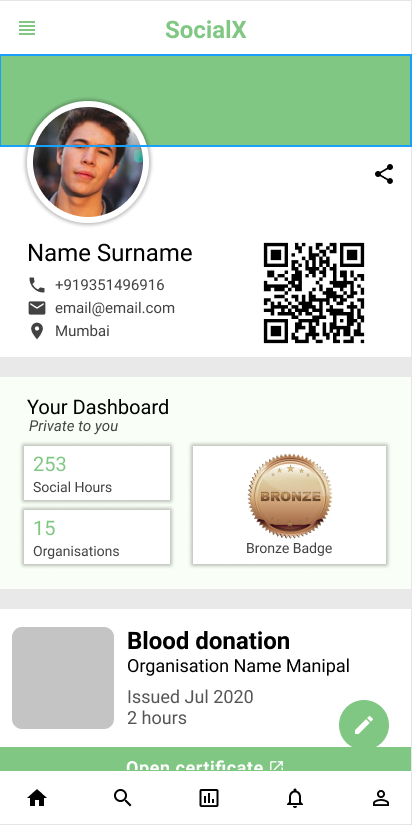 SocialX
Name Surname
+919351496916
email@email.com
Mumbai
Your Dashboard
Private to you
253
Social Hours
15
Organisations
BRONZE
Bronze Badge
Blood donation
Organisation Name Manipal
Issued Jul 2020
2 hours
Open certificate